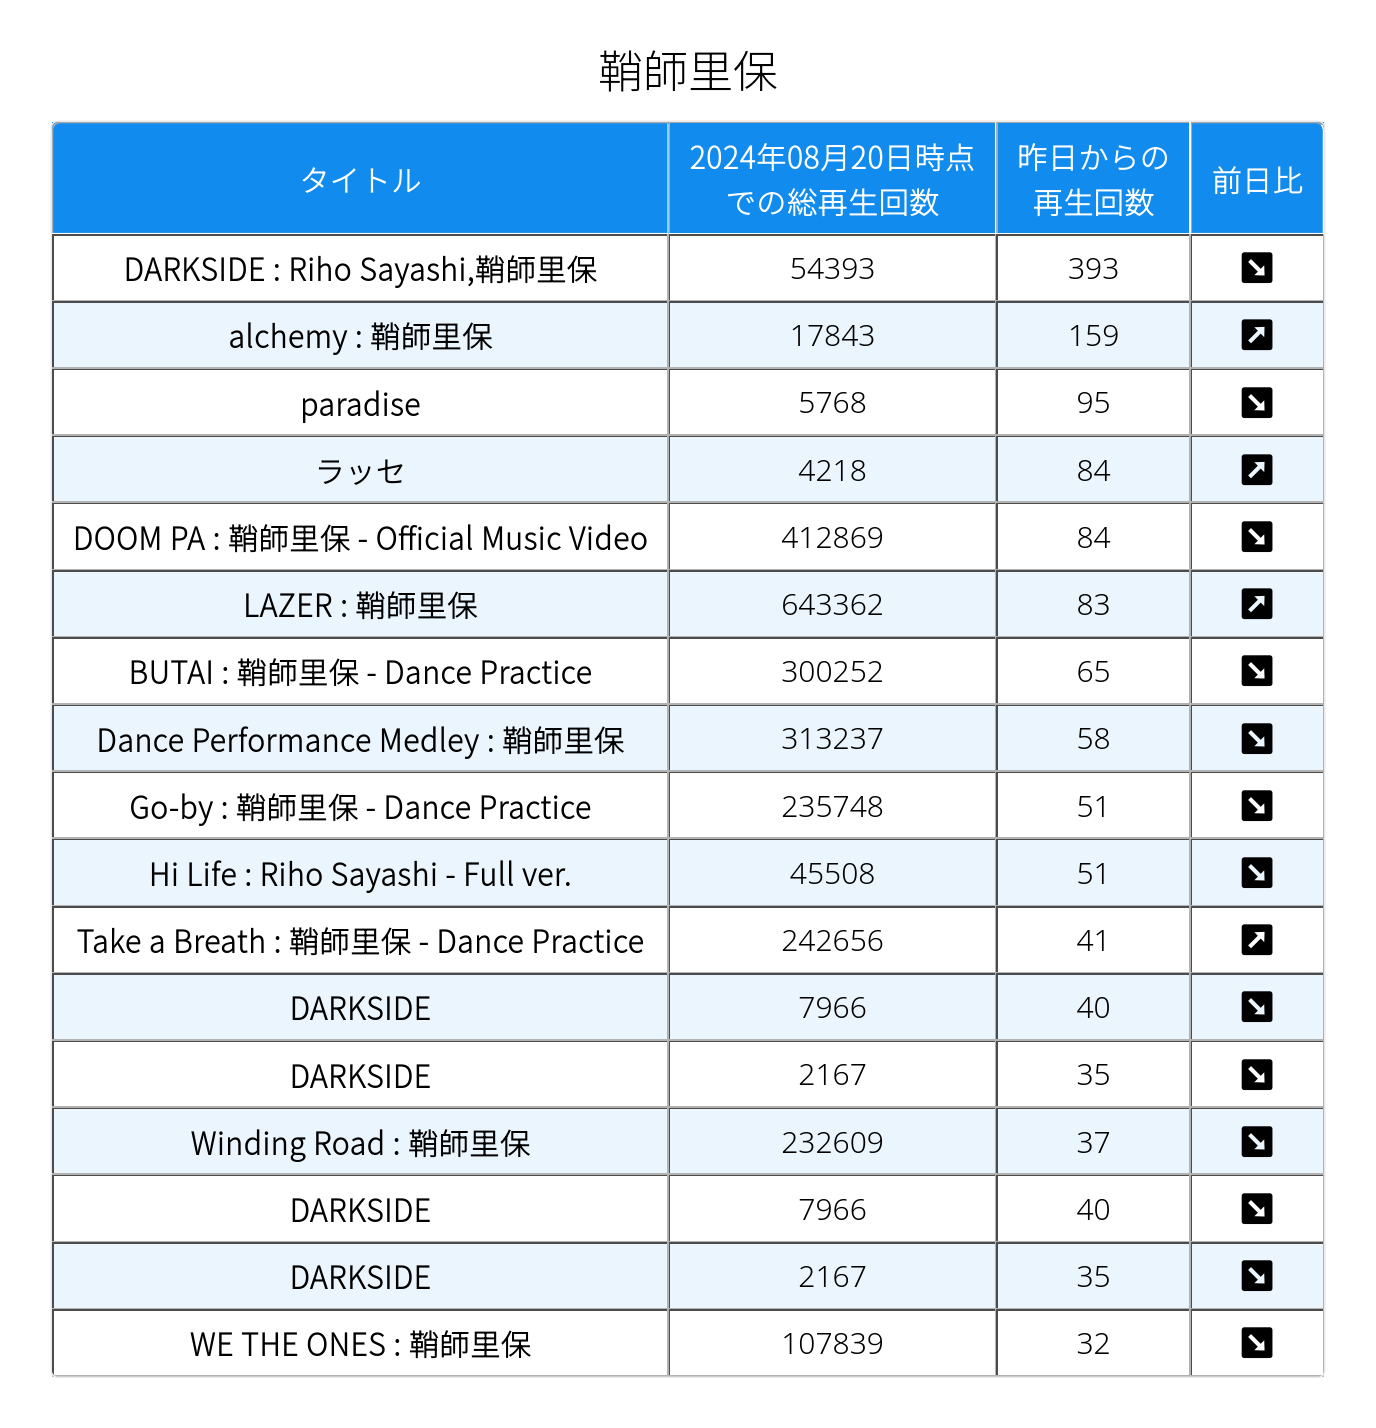 鞘師里保
タイトル 2024年08月20日時点での総再生回数 昨日からの再生回数 前日比
DARKSIDE : Riho Sayashi,鞘師里保 54393 393
alchemy : 鞘師里保 17843 159
paradise 5768 95
ラッセ 4218 84
DOOM PA : 鞘師里保 - Official Music Video 412869 84
LAZER : 鞘師里保 643362 83
BUTAI : 鞘師里保 - Dance Practice 300252 65
Dance Performance Medley : 鞘師里保 313237 58
Go-by : 鞘師里保 - Dance Practice 235748 51
Hi Life : Riho Sayashi - Full ver. 45508 51
Take a Breath : 鞘師里保 - Dance Practice 242656 41
DARKSIDE 7966 40
DARKSIDE 2167 35
Winding Road : 鞘師里保 232609 37
DARKSIDE 7966 40
DARKSIDE 2167 35
WE THE ONES : 鞘師里保 107839 32